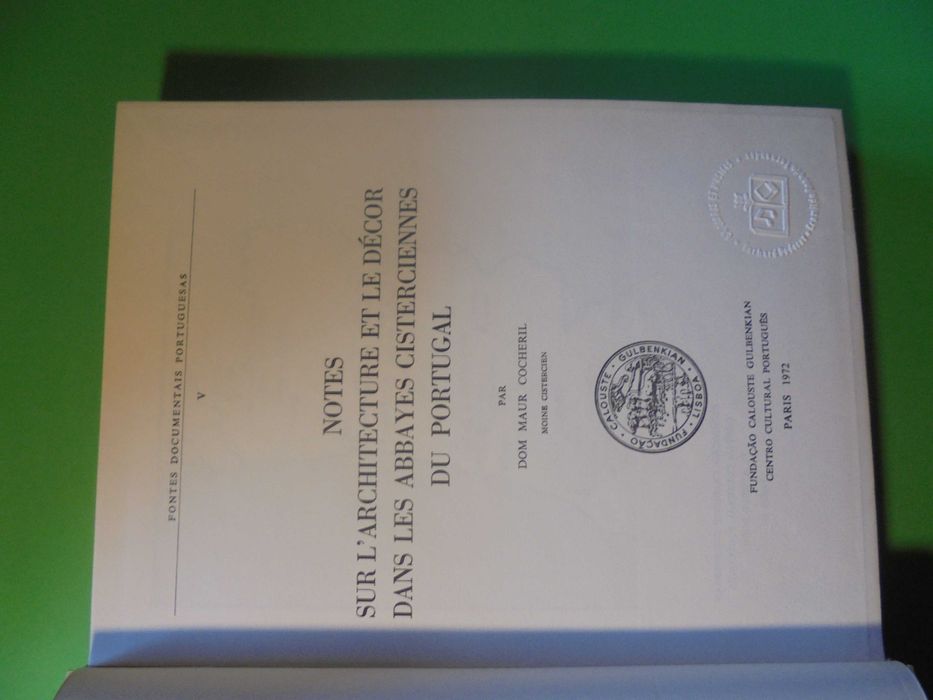 FONTES DOCUMENTAIS PORTUGUESAS
V
NOTES
SUR L'ARCHITECTURE ET LE DÉCOR
DANS LES ABBAYES CISTERCIENNES
DU PORTUGAL
PAR
DOM MAUR COCHERIL
MOINE CISTERCIEN
FUNDAÇÃO CALOUSTE GULBENKIAN LISBOA
FUNDAÇÃO CALOUSTE GULBENKIAN
CENTRO CULTURAL PORTUGUÊS
PARIS 1972